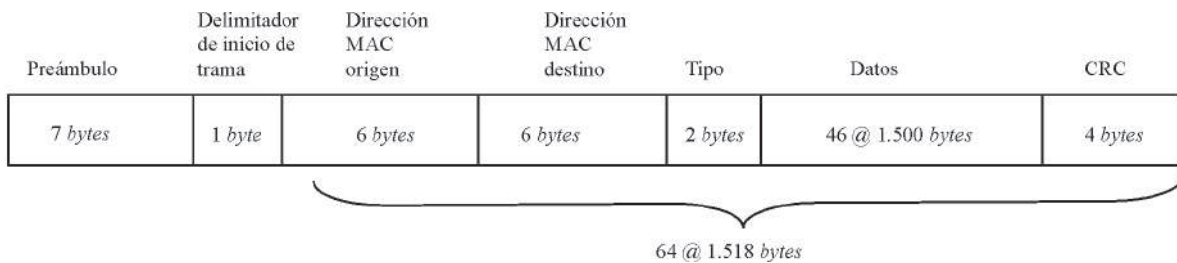 Preámbulo
Delimitador
de inicio de
trama
Dirección
MAC
origen
Dirección
MAC
destino
Tipo
Datos
CRC
7 bytes
1 byte
6 bytes
6 bytes
2 bytes
46 @ 1.500 bytes
4 bytes
64 @ 1.518 bytes